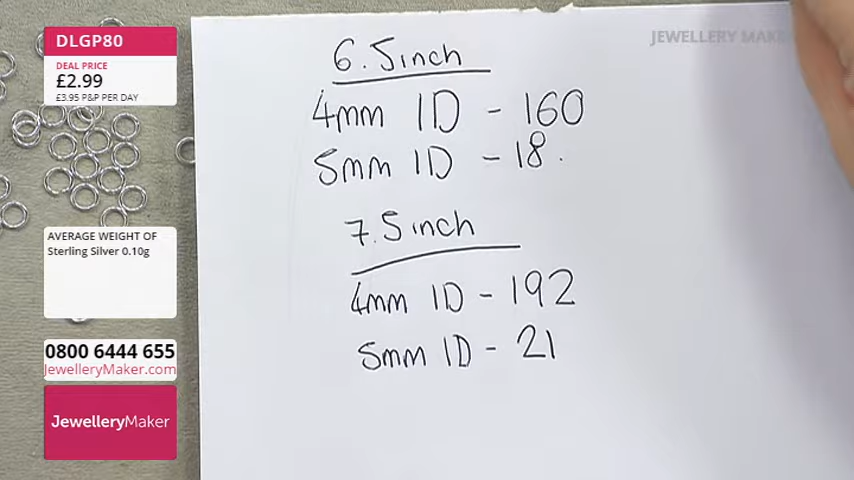 DLGP80
DEAL PRICE
£2.99
£3.95 P&P PER DAY
JEWELLERY MAKE
6.5inch
4mm ID - 160
5mm ID - 18.
7.5inch
4mm ID - 192
5mm ID - 21
AVERAGE WEIGHT OF
Sterling Silver 0.10g
0800 6444 655
JewelleryMaker.com
JewelleryMaker